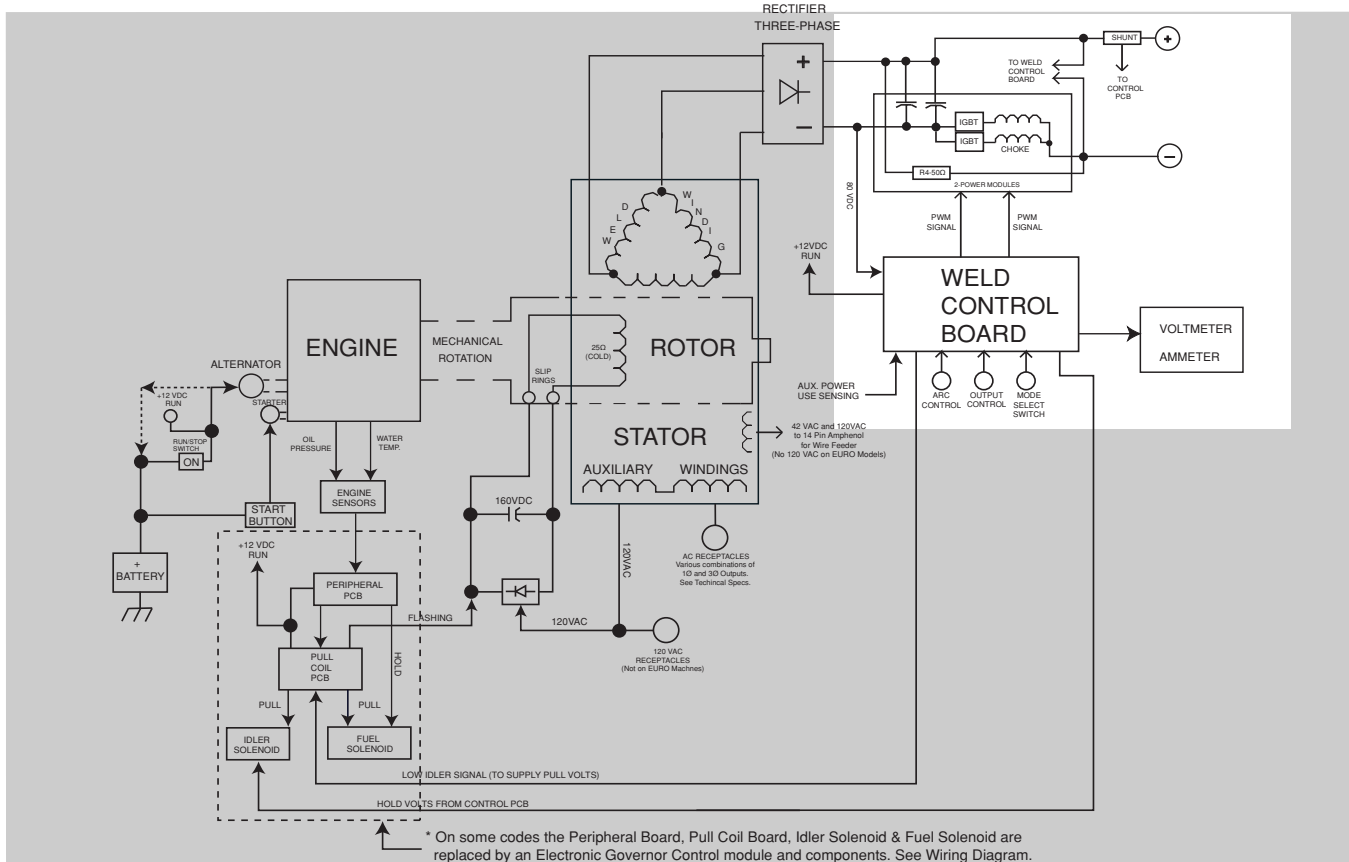 RECTIFIER
THREE-PHASE
+
−
SHUNT
+
TO WELD
CONTROL
BOARD
TO
CONTROL
PCB
IGBT
IGBT
CHOKE
−
R4-50Ω
2-POWER MODULES
80 VDC
PWM
SIGNAL
PWM
SIGNAL
+12VDC
RUN
WELD
CONTROL
BOARD
VOLTMETER
AMMETER
AUX. POWER
USE SENSING
ARC
CONTROL
OUTPUT
CONTROL
MODE
SELECT
SWITCH
WELD
WINDING
ENGINE
MECHANICAL
ROTATION
25Ω
(COLD)
ROTOR
SLIP
RINGS
ALTERNATOR
+12 VDC
RUN
STARTER
RUN/STOP
SWITCH
ON
OIL
PRESSURE
WATER
TEMP.
STATOR
42 VAC and 120VAC
to 14 Pin Amphenol
for Wire Feeder
(No 120 VAC on EURO Models)
AUXILIARY WINDINGS
ENGINE
SENSORS
START
BUTTON
160VDC
+
BATTERY
+12 VDC
RUN
120VAC
AC RECEPTACLES
Various combinations of
1Ø and 3Ø Outputs.
See Techincal Specs.
PERIPHERAL
PCB
FLASHING
120VAC
120 VAC
RECEPTACLES
(Not on EURO Machnes)
PULL
COIL
PCB
HOLD
PULL
PULL
IDLER
SOLENOID
FUEL
SOLENOID
LOW IDLER SIGNAL (TO SUPPLY PULL VOLTS)
HOLD VOLTS FROM CONTROL PCB
* On some codes the Peripheral Board, Pull Coil Board, Idler Solenoid & Fuel Solenoid are
replaced by an Electronic Governor Control module and components. See Wiring Diagram.